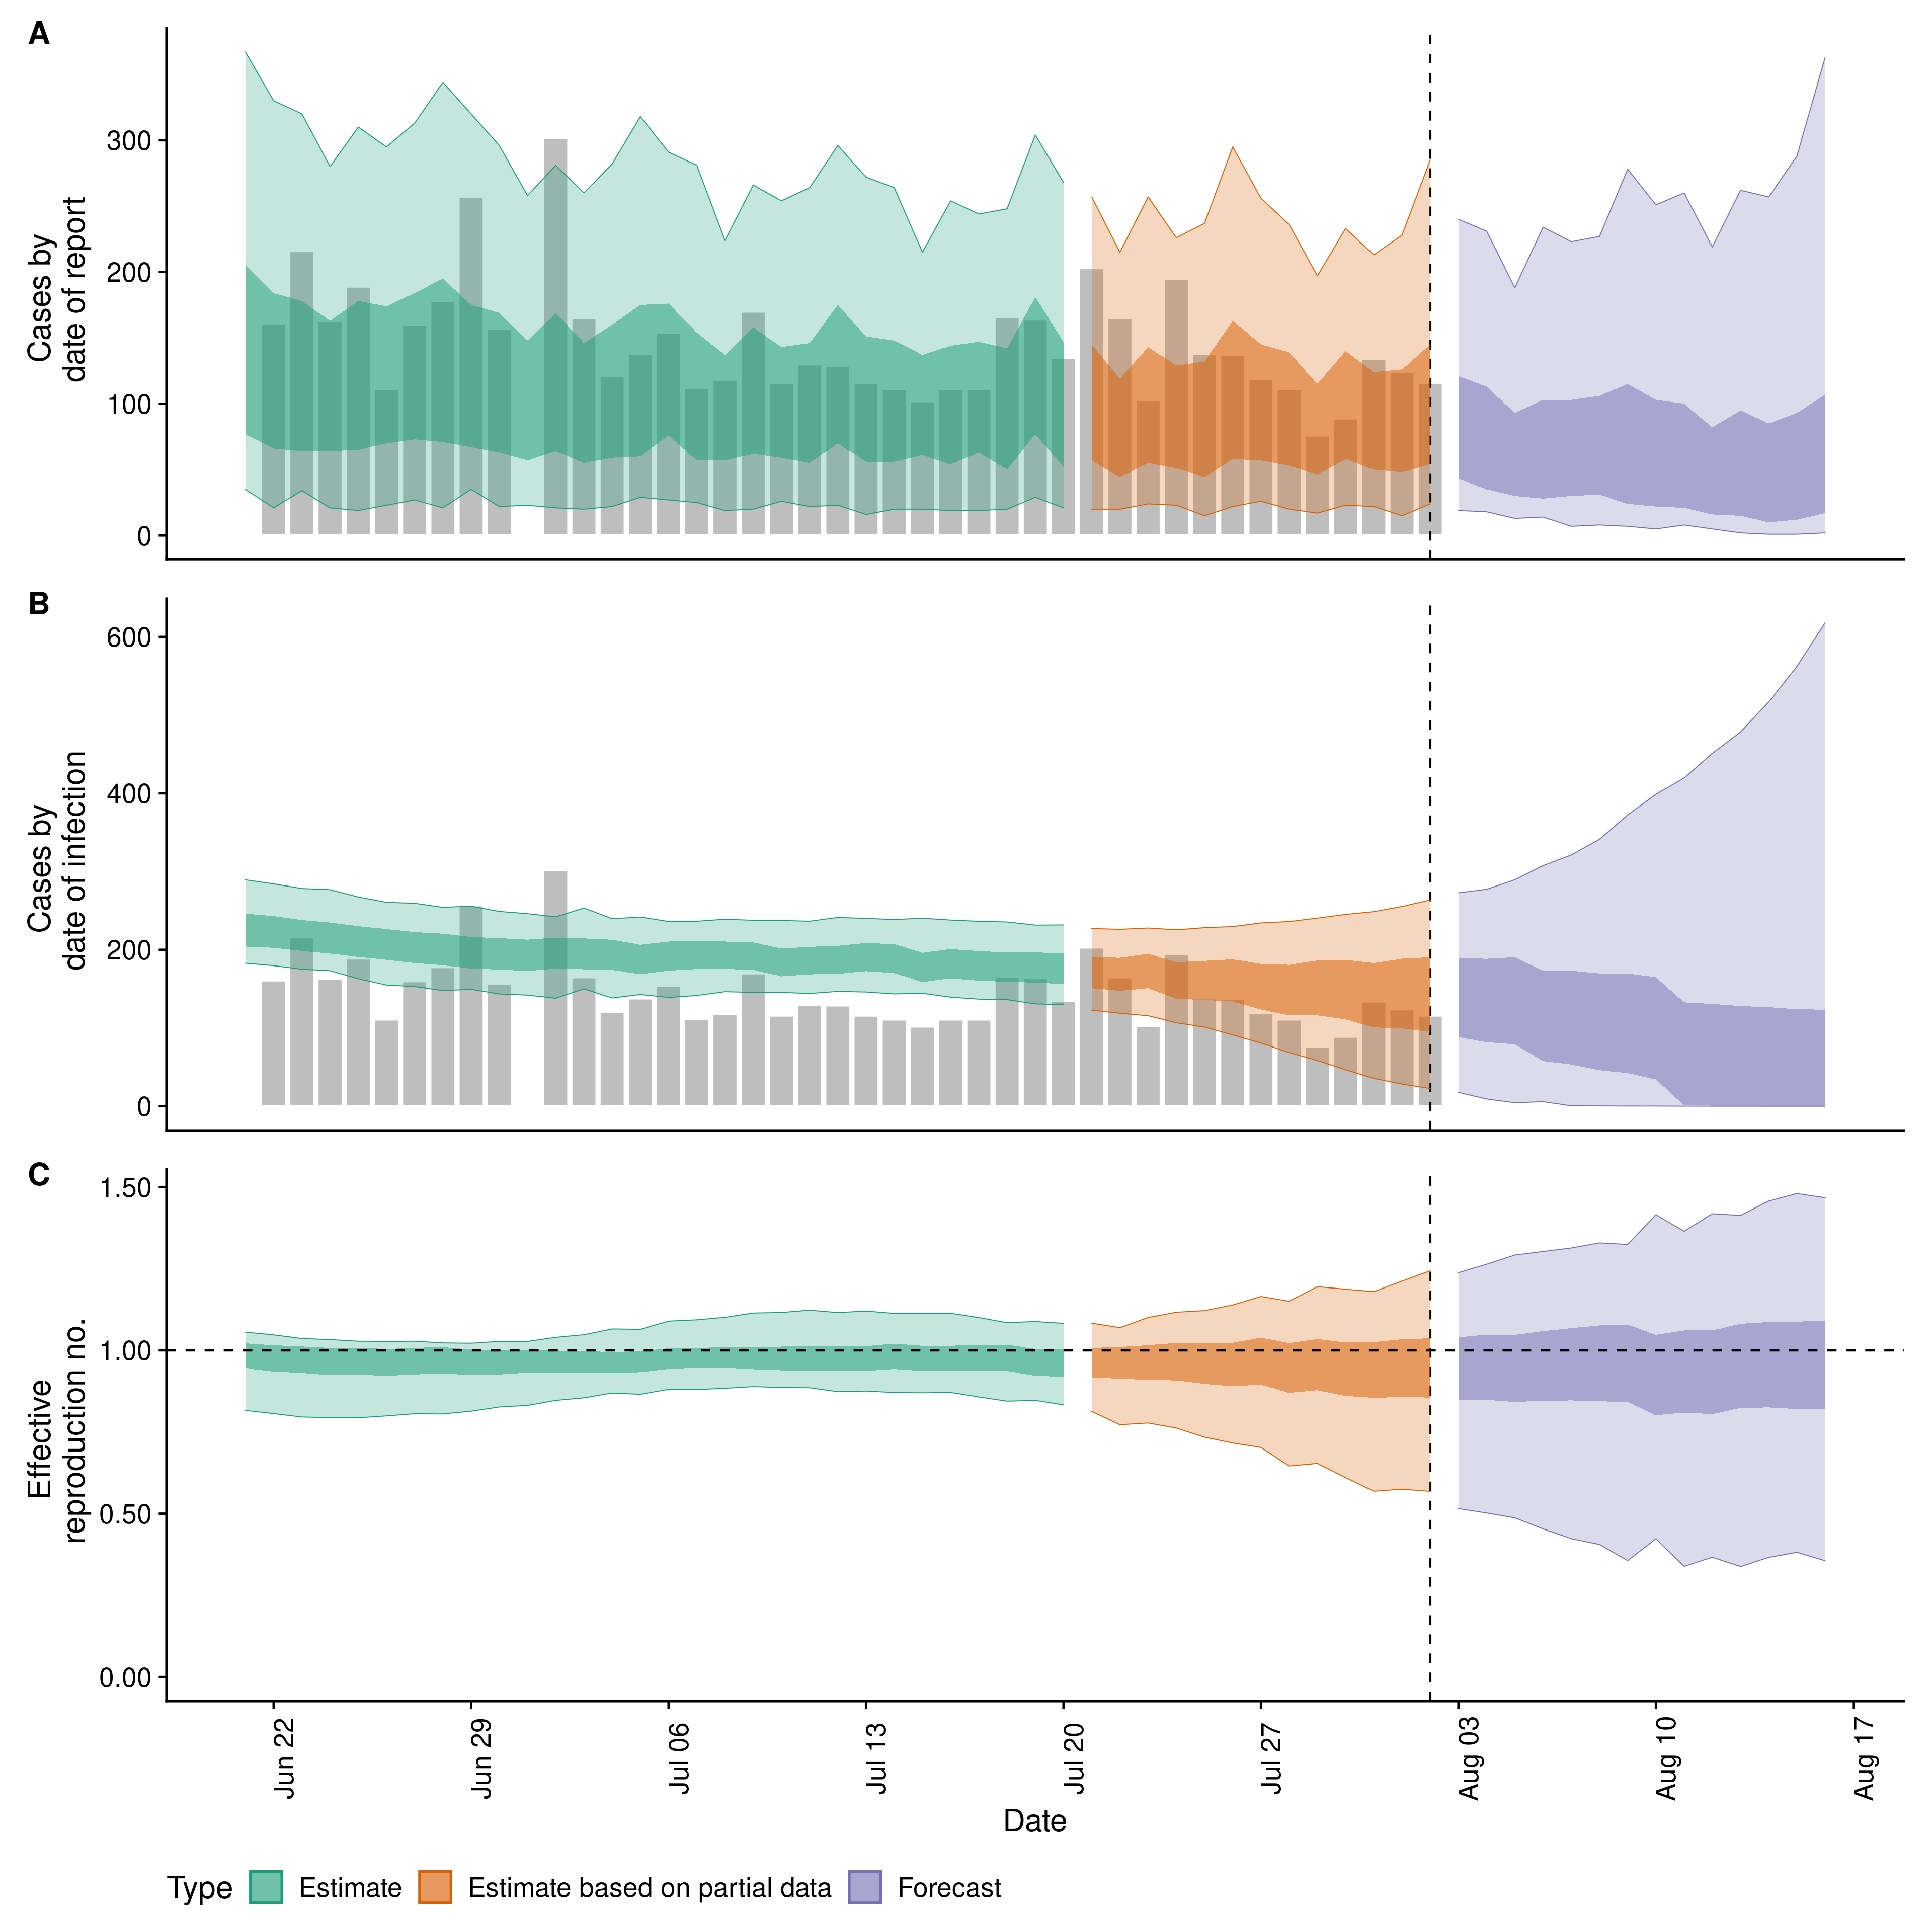 A
Cases by
date of report
300
200
100
0
B
Cases by
date of infection
600
400
200
0
C
Effective
reproduction no.
1.50
1.00
0.50
0.00
Jun 22
Jun 29
Jul 06
Jul 13
Jul 20
Jul 27
Aug 03
Aug 10
Aug 17
Date
Type Estimate Estimate based on partial data Forecast